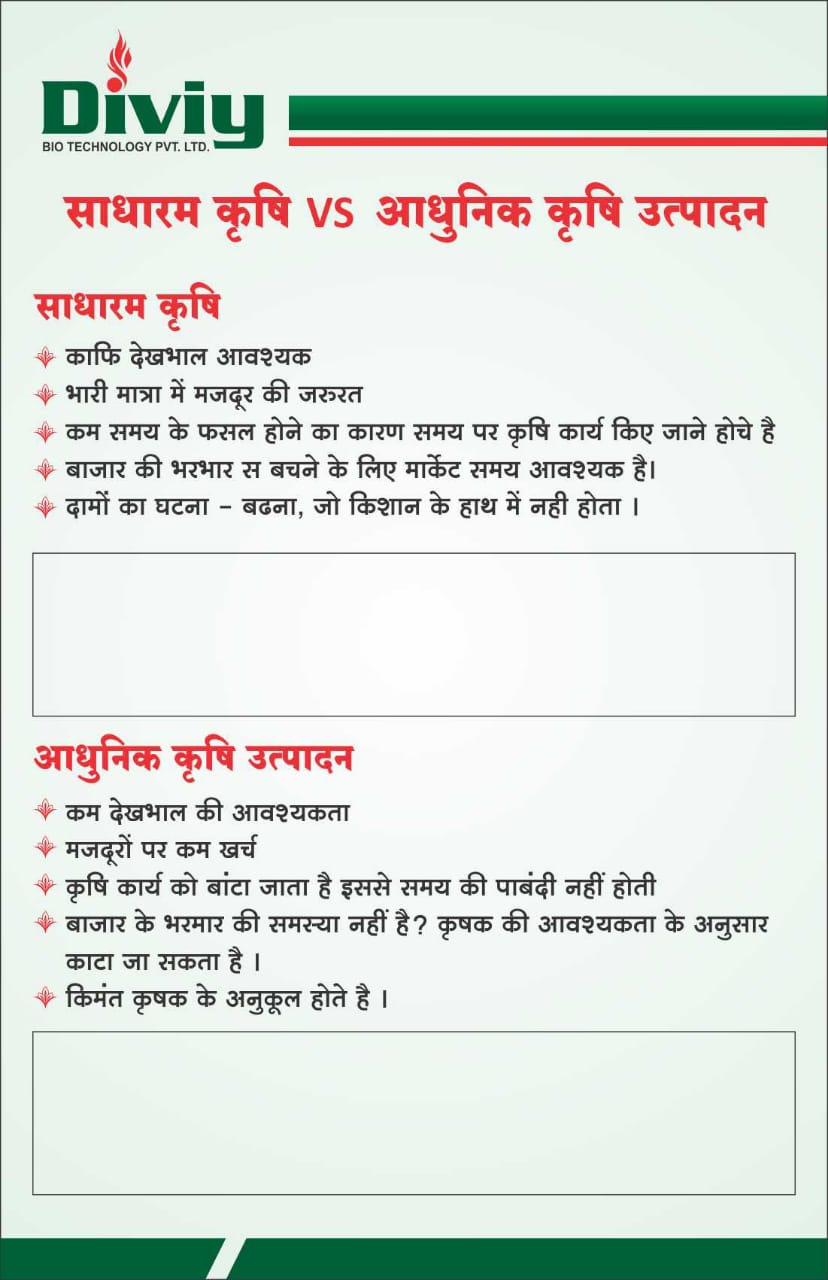 Diviy
BIO TECHNOLOGY PVT. LTD.
साधारम कृषि VS आधुनिक कृषि उत्पादन
साधारम कृषि
काफि देखभाल आवश्यक
भारी मात्रा में मजदूर की जरुरत
कम समय के फसल होने का कारण समय पर कृषि कार्य किए जाने होचे है
बाजार की भरभार स बचने के लिए मार्केट समय आवश्यक है।
दामों का घटना – बढना, जो किशान के हाथ में नही होता ।
आधुनिक कृषि उत्पादन
कम देखभाल की आवश्यकता
मजदूरों पर कम खर्च
कृषि कार्य को बांटा जाता है इससे समय की पाबंदी नहीं होती
बाजार के भरमार की समस्या नहीं है? कृषक की आवश्यकता के अनुसार
काटा जा सकता है ।
किमंत कृषक के अनुकूल होते है ।